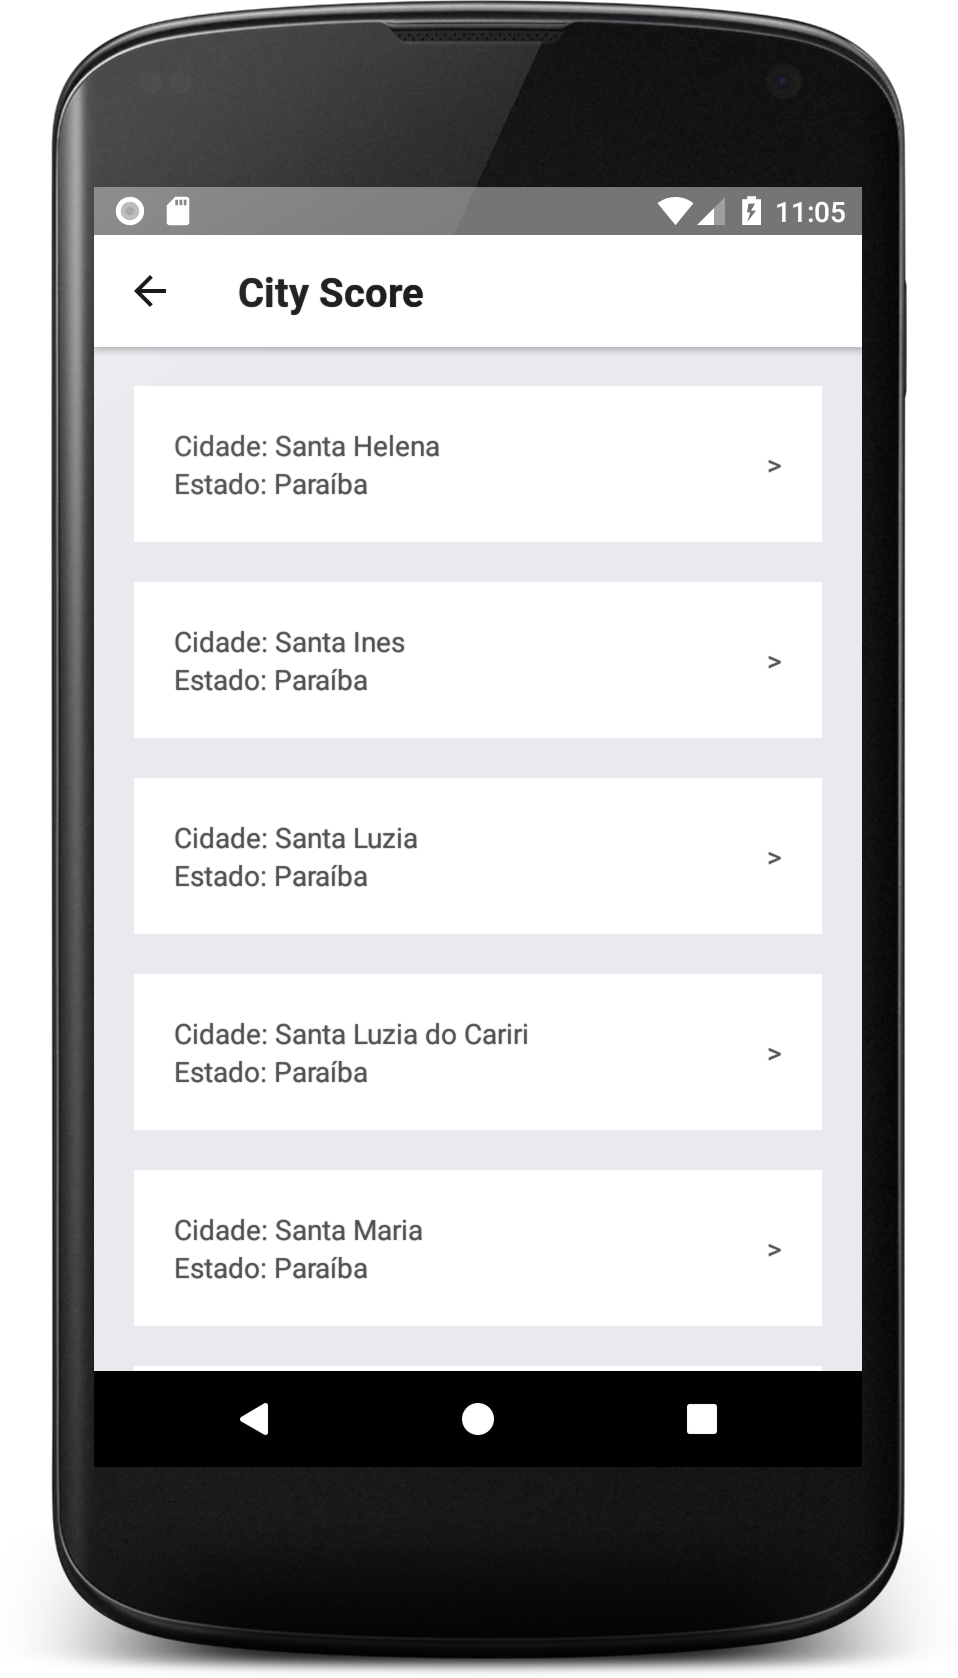 11:05
City Score
Cidade: Santa Helena
Estado: Paraíba
>
Cidade: Santa Ines
Estado: Paraíba
>
Cidade: Santa Luzia
Estado: Paraíba
>
Cidade: Santa Luzia do Cariri
Estado: Paraíba
>
Cidade: Santa Maria
Estado: Paraíba
>